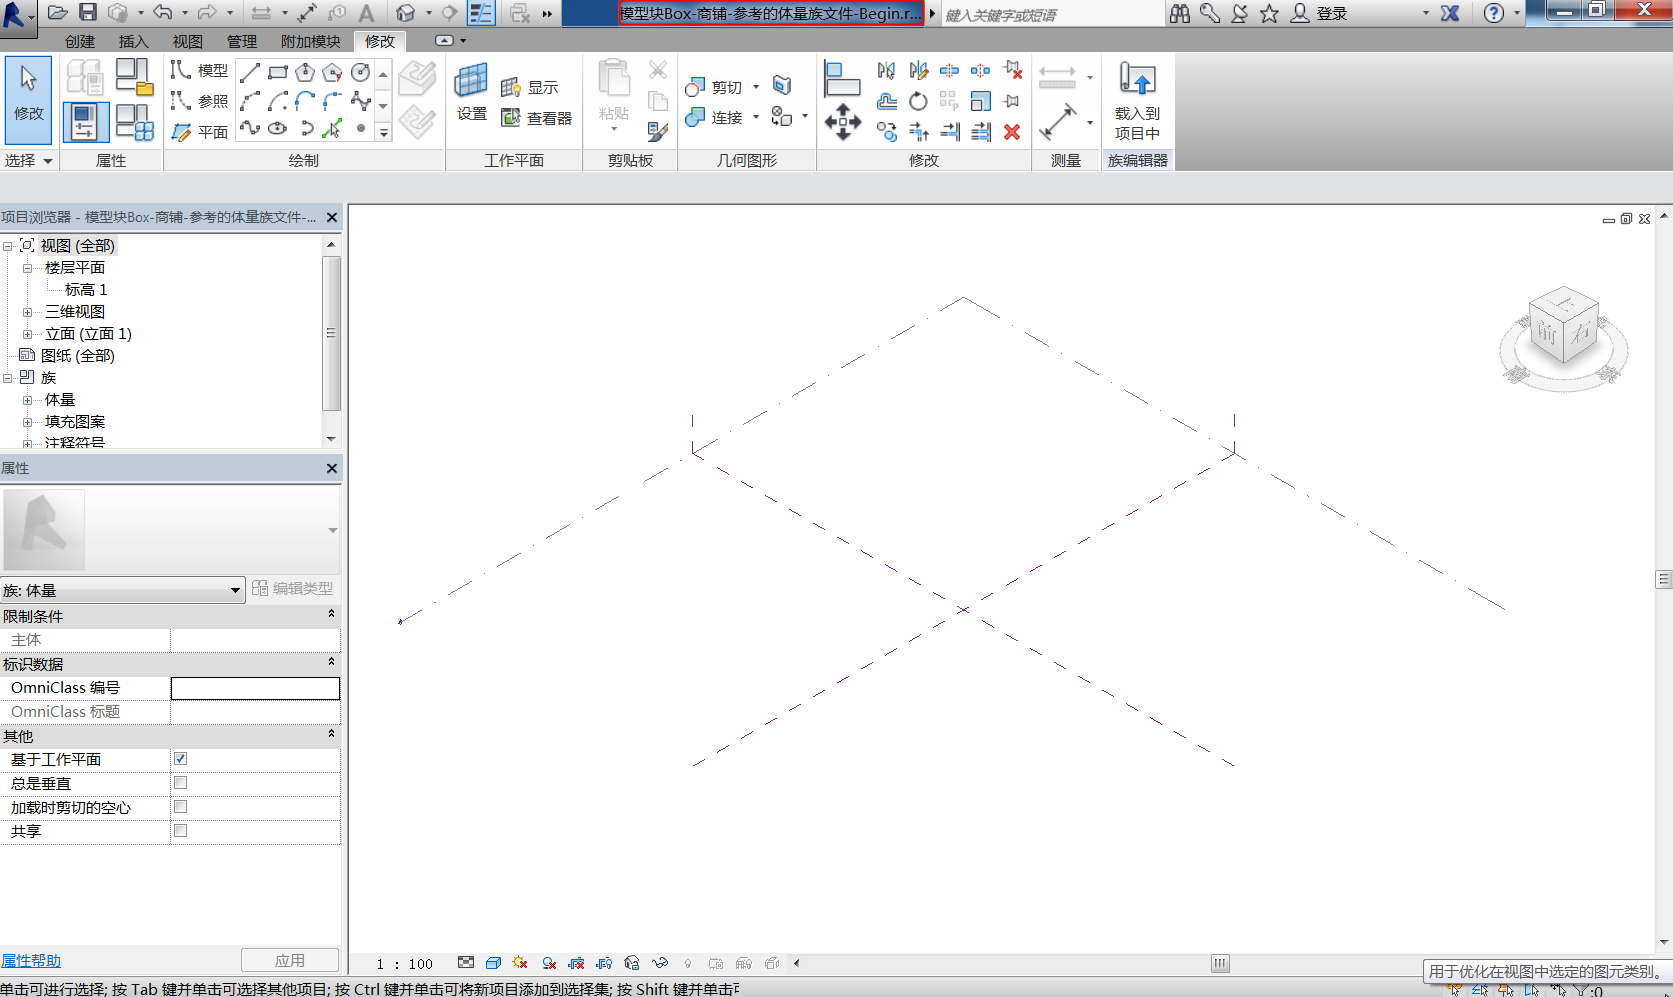 模型块Box-商铺-参考的体量族文件-Begin.r...
键入关键字或短语
登录
创建 插入 视图 管理 附加模块 修改
修改
模型
参照
平面
设置
显示
查看器
粘贴
剪切
连接
载入到
项目中
选择 属性 绘制 工作平面 剪贴板 几何图形 修改 测量 族编辑器
项目浏览器 - 模型块Box-商铺-参考的体量族文件-...
视图 (全部)
楼层平面
标高 1
三维视图
立面 (立面 1)
图纸 (全部)
族
体量
填充图案
注释符号
属性
族: 体量
编辑类型
限制条件
主体
标识数据
OmniClass 编号
OmniClass 标题
其他
基于工作平面
总是垂直
加载时剪切的空心
共享
属性帮助
应用
上
前
右
1 : 100
用于优化在视图中选定的图元类别。
单击可进行选择; 按 Tab 键并单击可选择其他项目; 按 Ctrl 键并单击可将新项目添加到选择集; 按 Shift 键并单击可
:0